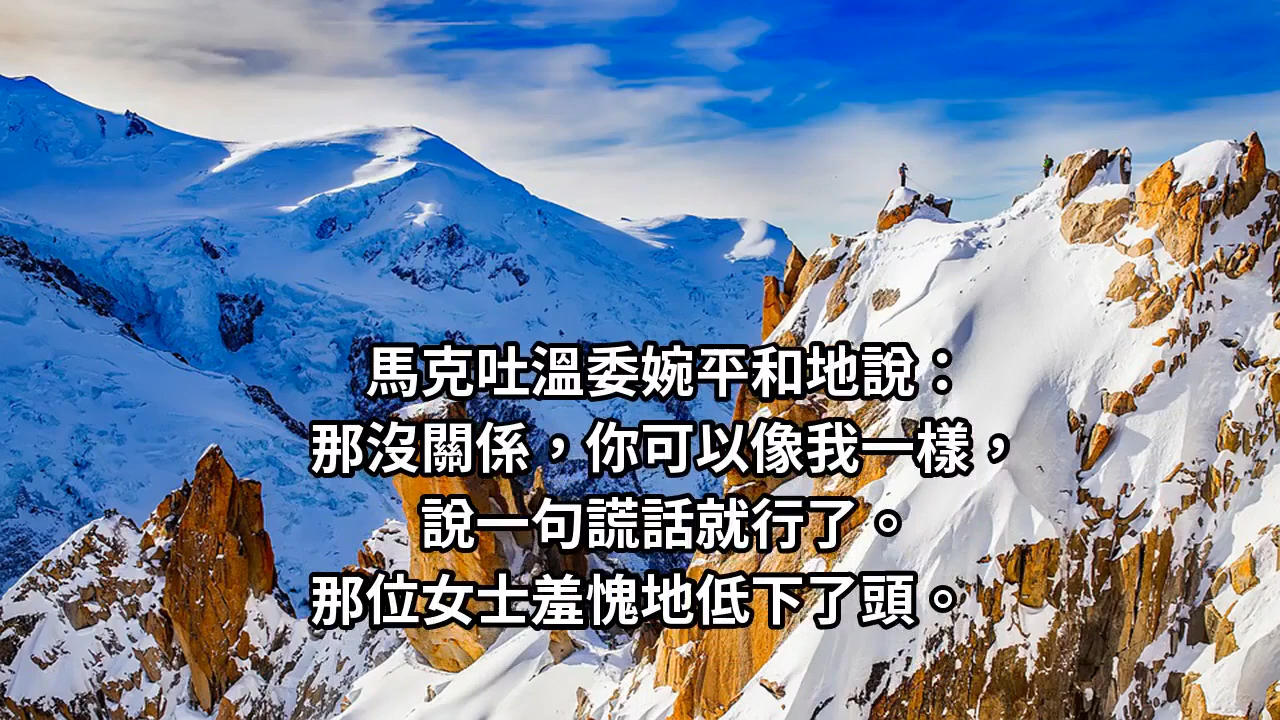 馬克吐溫委婉平和地說：
那沒關係，你可以像我一樣，
說一句謊話就行了。
那位女士羞愧地低下了頭。